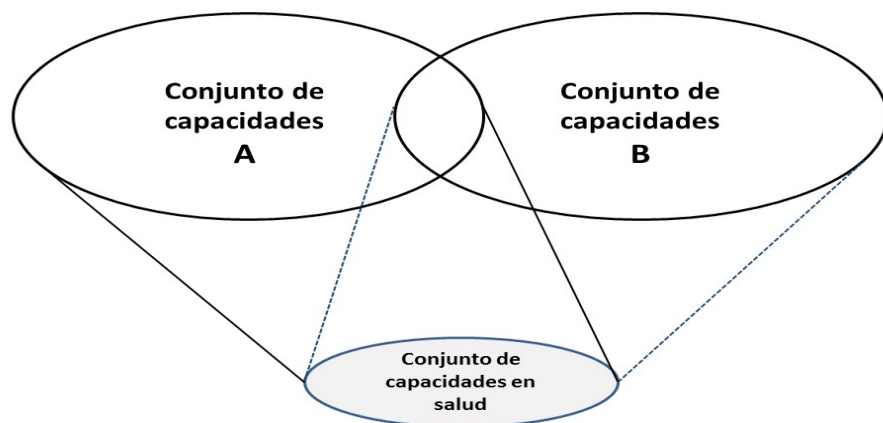 Conjunto de
capacidades
A
Conjunto de
capacidades
B
Conjunto de
capacidades en
salud